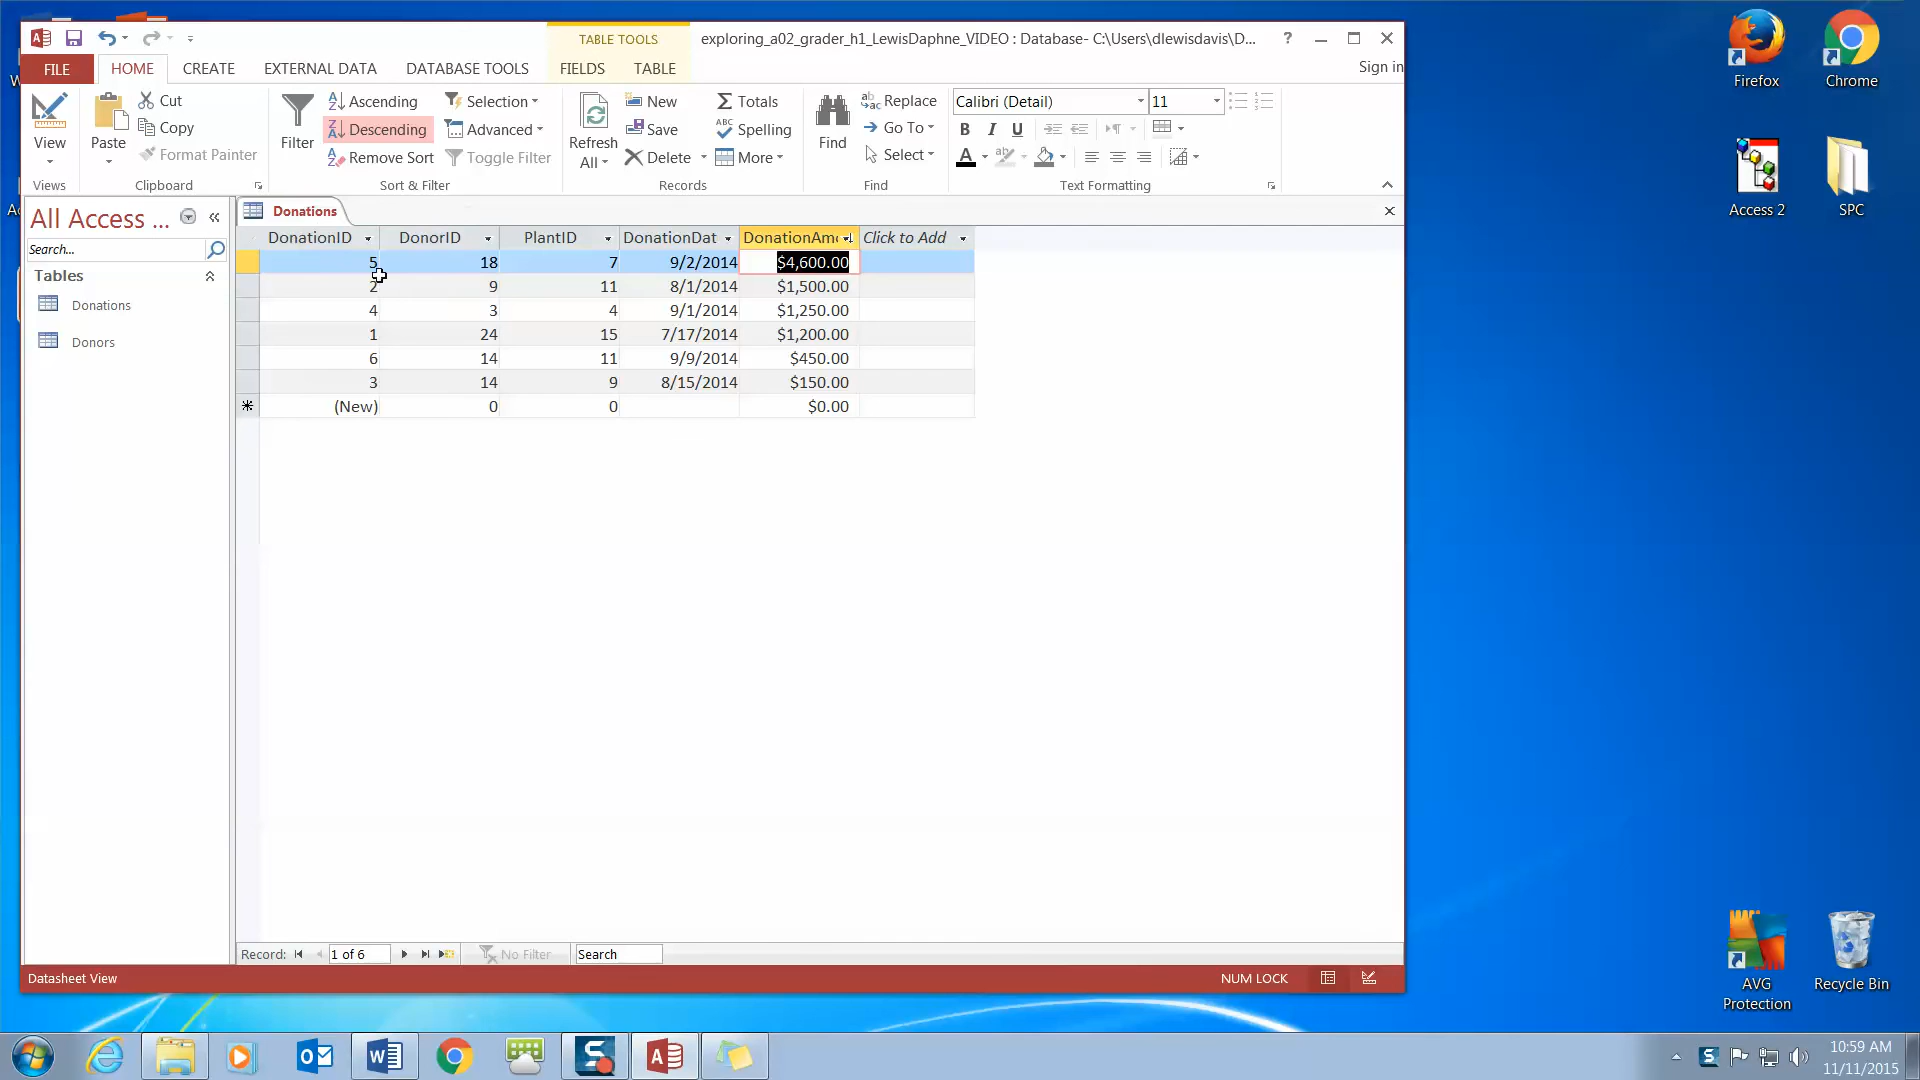 TABLE TOOLS
exploring_a02_grader_h1_LewisDaphne_VIDEO : Database- C:\Users\dlewisdavis\D...
?
FILE
HOME
CREATE
EXTERNAL DATA
DATABASE TOOLS
FIELDS
TABLE
Sign in
View
Paste
Cut
Copy
Format Painter
Filter
Ascending
Descending
Remove Sort
Selection
Advanced
Toggle Filter
Refresh
All
New
Save
Delete
Totals
Spelling
More
Find
Replace
Go To
Select
Calibri (Detail)
11
B I U
Views
Clipboard
Sort & Filter
Records
Find
Text Formatting
All Access ...
Search...
Tables
Donations
Donors
Donations
DonationID DonorID PlantID DonationDat DonationAmo Click to Add
5 18 7 9/2/2014 $4,600.00
2 9 11 8/1/2014 $1,500.00
4 3 4 9/1/2014 $1,250.00
1 24 15 7/17/2014 $1,200.00
6 14 11 9/9/2014 $450.00
3 14 9 8/15/2014 $150.00
(New) 0 0 $0.00
Record: 1 of 6 No Filter Search
Datasheet View
NUM LOCK
Firefox
Chrome
Access 2
SPC
AVG
Protection
Recycle Bin
10:59 AM
11/11/2015